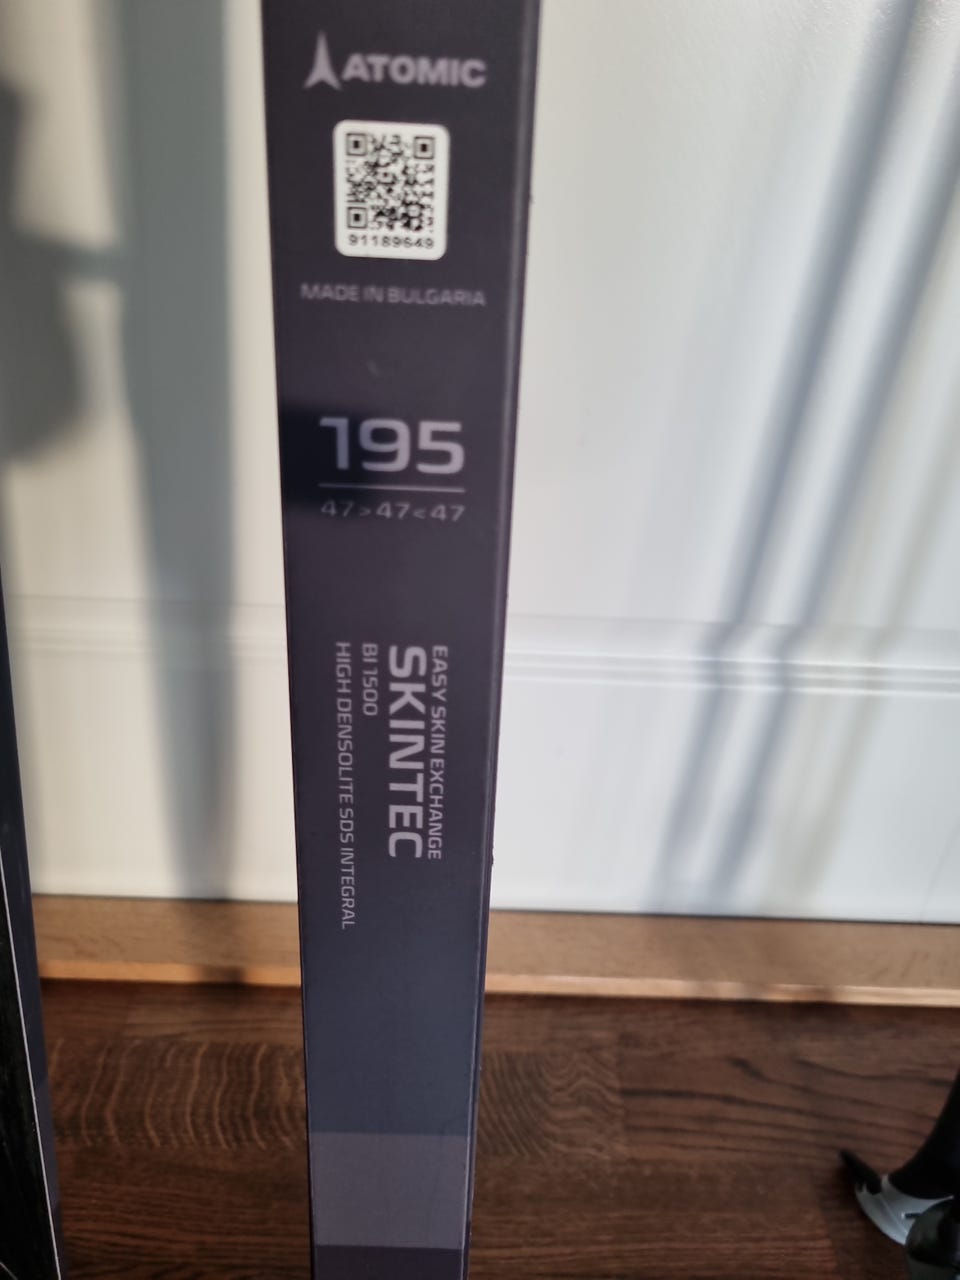 ATOMIC
91189649
MADE IN BULGARIA
195
47>47<47
EASY SKIN EXCHANGE
SKINTEC
BI 1500
HIGH DENSOLITE SDS INTEGRAL